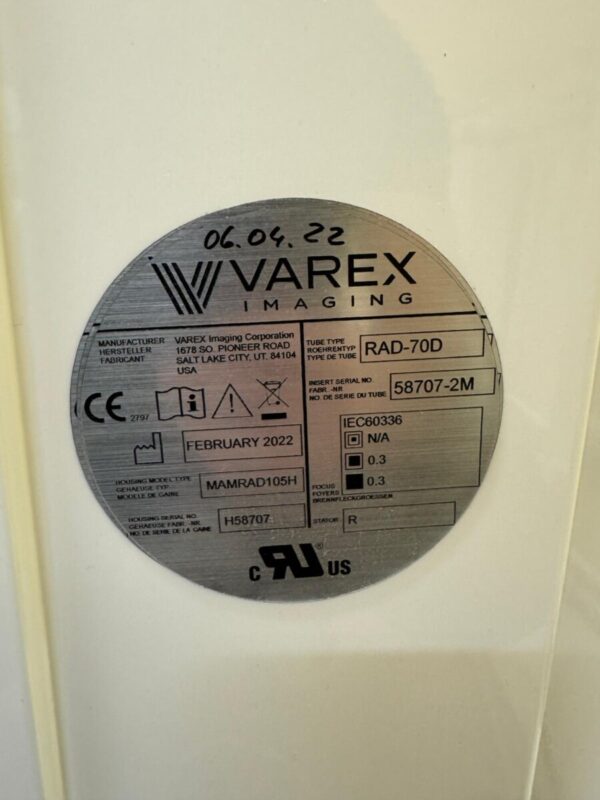 06.04.22
VAREX
IMAGING
MANUFACTURER
HERSTELLER
FABRICANT
VAREX Imaging Corporation
1678 SO. PIONEER ROAD
SALT LAKE CITY, UT. 84104
USA
CE 2797
FEBRUARY 2022
HOUSING MODEL TYPE
GEHAEUSE TYP
MODELE DE GAINE
MAMRAD105H
HOUSING SERIAL NO.
GEHAEUSE FABR. -NR.
NO. DE SERIE DE LA GAINE
H58707
TUBE TYPE
ROEHRENTYP
TYPE DE TUBE
RAD-70D
INSERT SERIAL NO.
FABR. -NR
NO. DE SERIE DU TUBE
58707-2M
IEC60336
N/A
0.3
0.3
FOCUS
FOYERS
BRENNFLECKGROESSEN
STATOR
R
c RU ® US